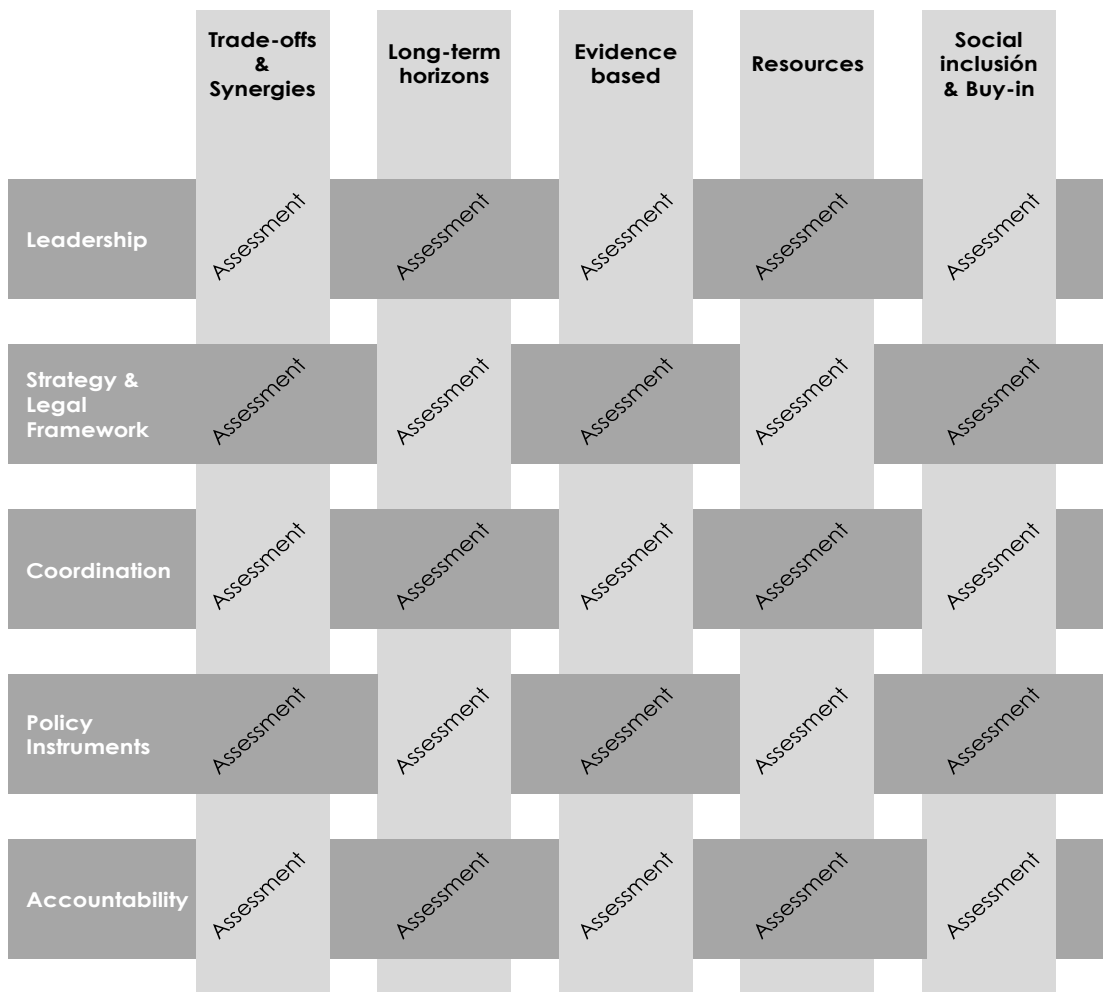 Trade-offs
&
Synergies
Long-term
horizons
Evidence
based
Resources
Social
inclusión
& Buy-in
Leadership
Assessment
Assessment
Assessment
Assessment
Assessment
Strategy &
Legal
Framework
Assessment
Assessment
Assessment
Assessment
Assessment
Coordination
Assessment
Assessment
Assessment
Assessment
Assessment
Policy
Instruments
Assessment
Assessment
Assessment
Assessment
Assessment
Accountability
Assessment
Assessment
Assessment
Assessment
Assessment